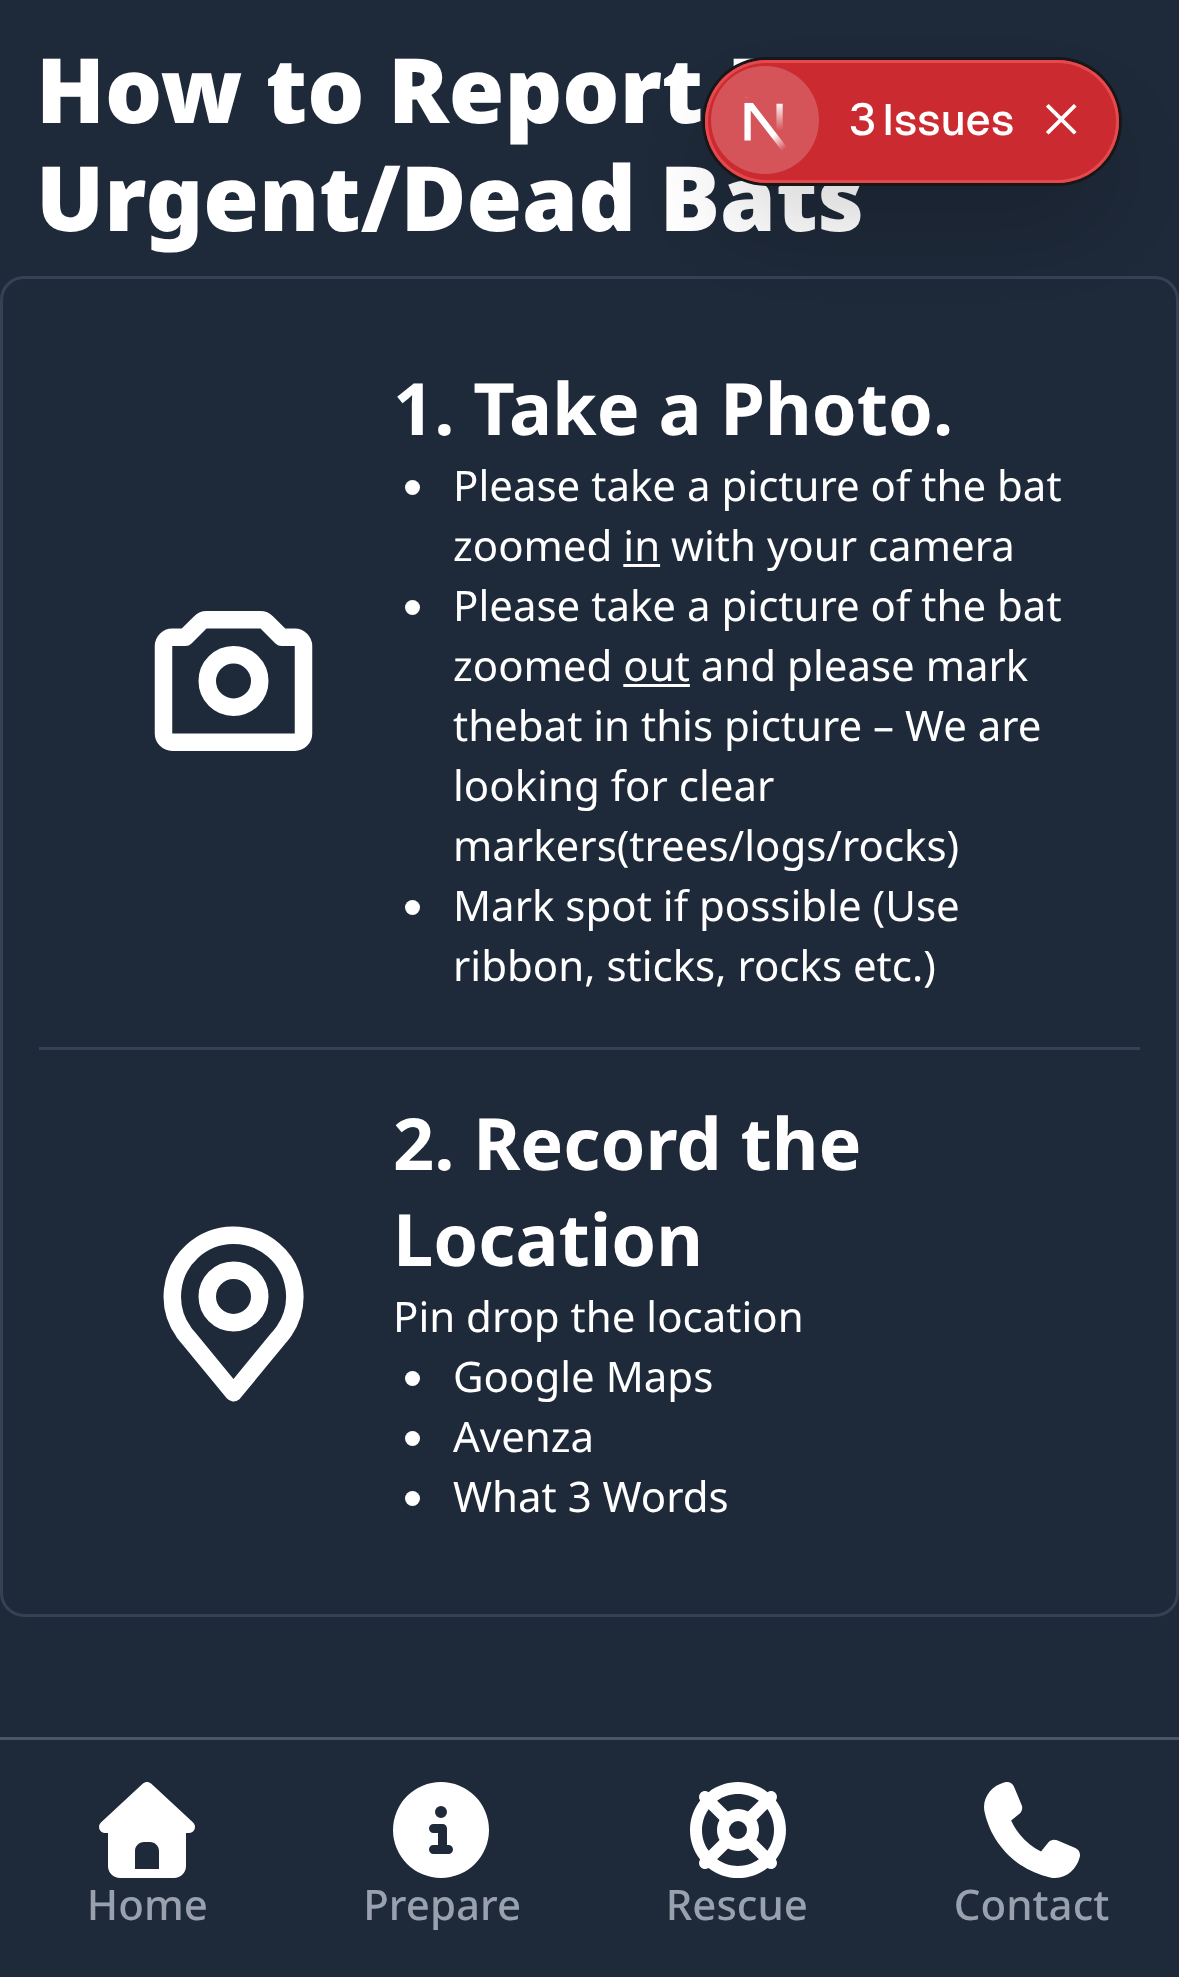 How to Report
N 3 Issues
Urgent/Dead Bats
1. Take a Photo.
• Please take a picture of the bat
zoomed in with your camera
• Please take a picture of the bat
zoomed out and please mark
thebat in this picture – We are
looking for clear
markers(trees/logs/rocks)
• Mark spot if possible (Use
ribbon, sticks, rocks etc.)
2. Record the
Location
Pin drop the location
• Google Maps
• Avenza
• What 3 Words
Home Prepare Rescue Contact